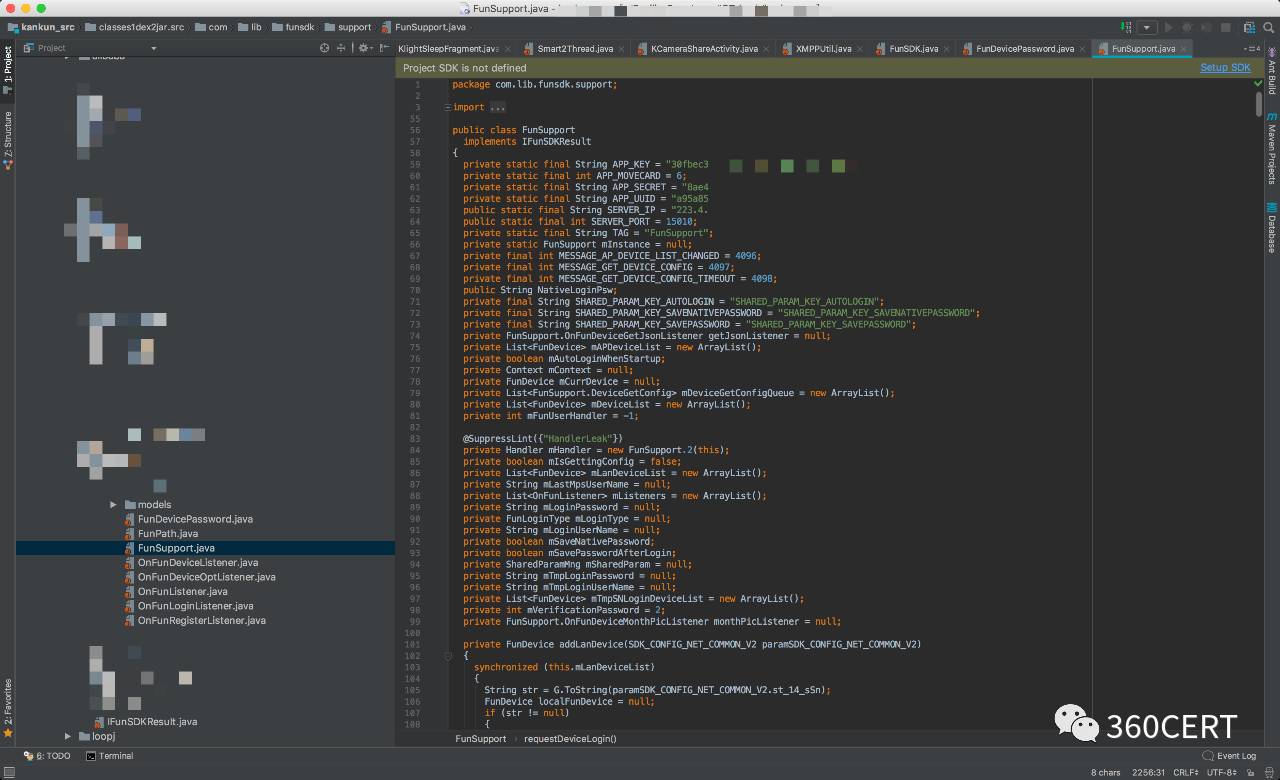 FunSupport.java
kankun_src classes1dex2jar.src com lib funsdk support FunSupport.java
1: Project
Z: Structure
2: Favorites
Project
KlightSleepFragment.java Smart2Thread.java KCameraShareActivity.java XMPPUtil.java FunSDK.java FunDevicePassword.java FunSupport.java
Project SDK is not defined Setup SDK
Ant Build
Maven Projects
Database
models
FunDevicePassword.java
FunPath.java
FunSupport.java
OnFunDeviceListener.java
OnFunDeviceOptListener.java
OnFunListener.java
OnFunLoginListener.java
OnFunRegisterListener.java
IFunSDKResult.java
loopj
1 package com.lib.funsdk.support;
2
3 import ...
55
56 public class FunSupport
57 implements IFunSDKResult
58 {
59 private static final String APP_KEY = "30fbec3
60 private static final int APP_MOVECARD = 6;
61 private static final String APP_SECRET = "8ae4
62 private static final String APP_UUID = "a95a85
63 public static final String SERVER_IP = "223.4.
64 public static final int SERVER_PORT = 15010;
65 private static final String TAG = "FunSupport";
66 private static FunSupport mInstance = null;
67 private final int MESSAGE_AP_DEVICE_LIST_CHANGED = 4096;
68 private final int MESSAGE_GET_DEVICE_CONFIG = 4097;
69 private final int MESSAGE_GET_DEVICE_CONFIG_TIMEOUT = 4098;
70 public String NativeLoginPsw;
71 private final String SHARED_PARAM_KEY_AUTOLOGIN = "SHARED_PARAM_KEY_AUTOLOGIN";
72 private final String SHARED_PARAM_KEY_SAVENATIVEPASSWORD = "SHARED_PARAM_KEY_SAVENATIVEPASSWORD";
73 private final String SHARED_PARAM_KEY_SAVEPASSWORD = "SHARED_PARAM_KEY_SAVEPASSWORD";
74 private FunSupport.OnFunDeviceGetJsonListener getJsonListener = null;
75 private List<FunDevice> mAPDeviceList = new ArrayList();
76 private boolean mAutoLoginWhenStartup;
77 private Context mContext = null;
78 private FunDevice mCurrDevice = null;
79 private List<FunSupport.DeviceGetConfig> mDeviceGetConfigQueue = new ArrayList();
80 private List<FunDevice> mDeviceList = new ArrayList();
81 private int mFunUserHandler = -1;
82
83 @SuppressLint({"HandlerLeak"})
84 private Handler mHandler = new FunSupport.2(this);
85 private boolean mIsGettingConfig = false;
86 private List<FunDevice> mLanDeviceList = new ArrayList();
87 private String mLastMpsUserName = null;
88 private List<OnFunListener> mListeners = new ArrayList();
89 private String mLoginPassword = null;
90 private FunLoginType mLoginType = null;
91 private String mLoginUserName = null;
92 private boolean mSaveNativePassword;
93 private boolean mSavePasswordAfterLogin;
94 private SharedParamMng mSharedParam = null;
95 private String mTmpLoginPassword = null;
96 private String mTmpLoginUserName = null;
97 private List<FunDevice> mTmpSNLoginDeviceList = new ArrayList();
98 private int mVerificationPassword = 2;
99 private FunSupport.OnFunDeviceMonthPicListener monthPicListener = null;
100
101 private FunDevice addLanDevice(SDK_CONFIG_NET_COMMON_V2 paramSDK_CONFIG_NET_COMMON_V2)
102 {
103 synchronized (this.mLanDeviceList)
104 {
105 String str = G.ToString(paramSDK_CONFIG_NET_COMMON_V2.st_14_sSn);
106 FunDevice localFunDevice = null;
107 if (str != null)
108 {
FunSupport › requestDeviceLogin()
360CERT
6: TODO Terminal Event Log
8 chars 2256:31 CRLF UTF-8